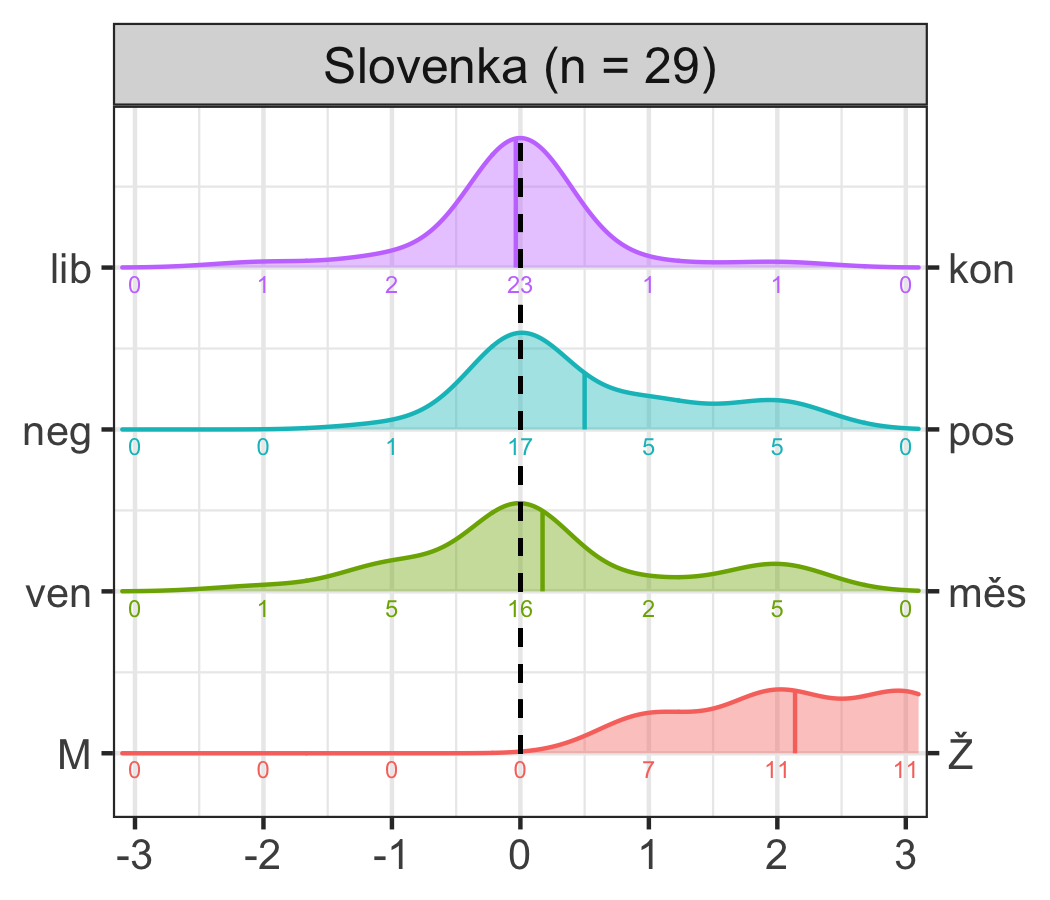 Slovenka (n = 29)
lib kon
0 1 2 23 1 1 0
neg pos
0 0 1 17 5 5 0
ven měs
0 1 5 16 2 5 0
M Ž
0 0 0 0 7 11 11
-3 -2 -1 0 1 2 3